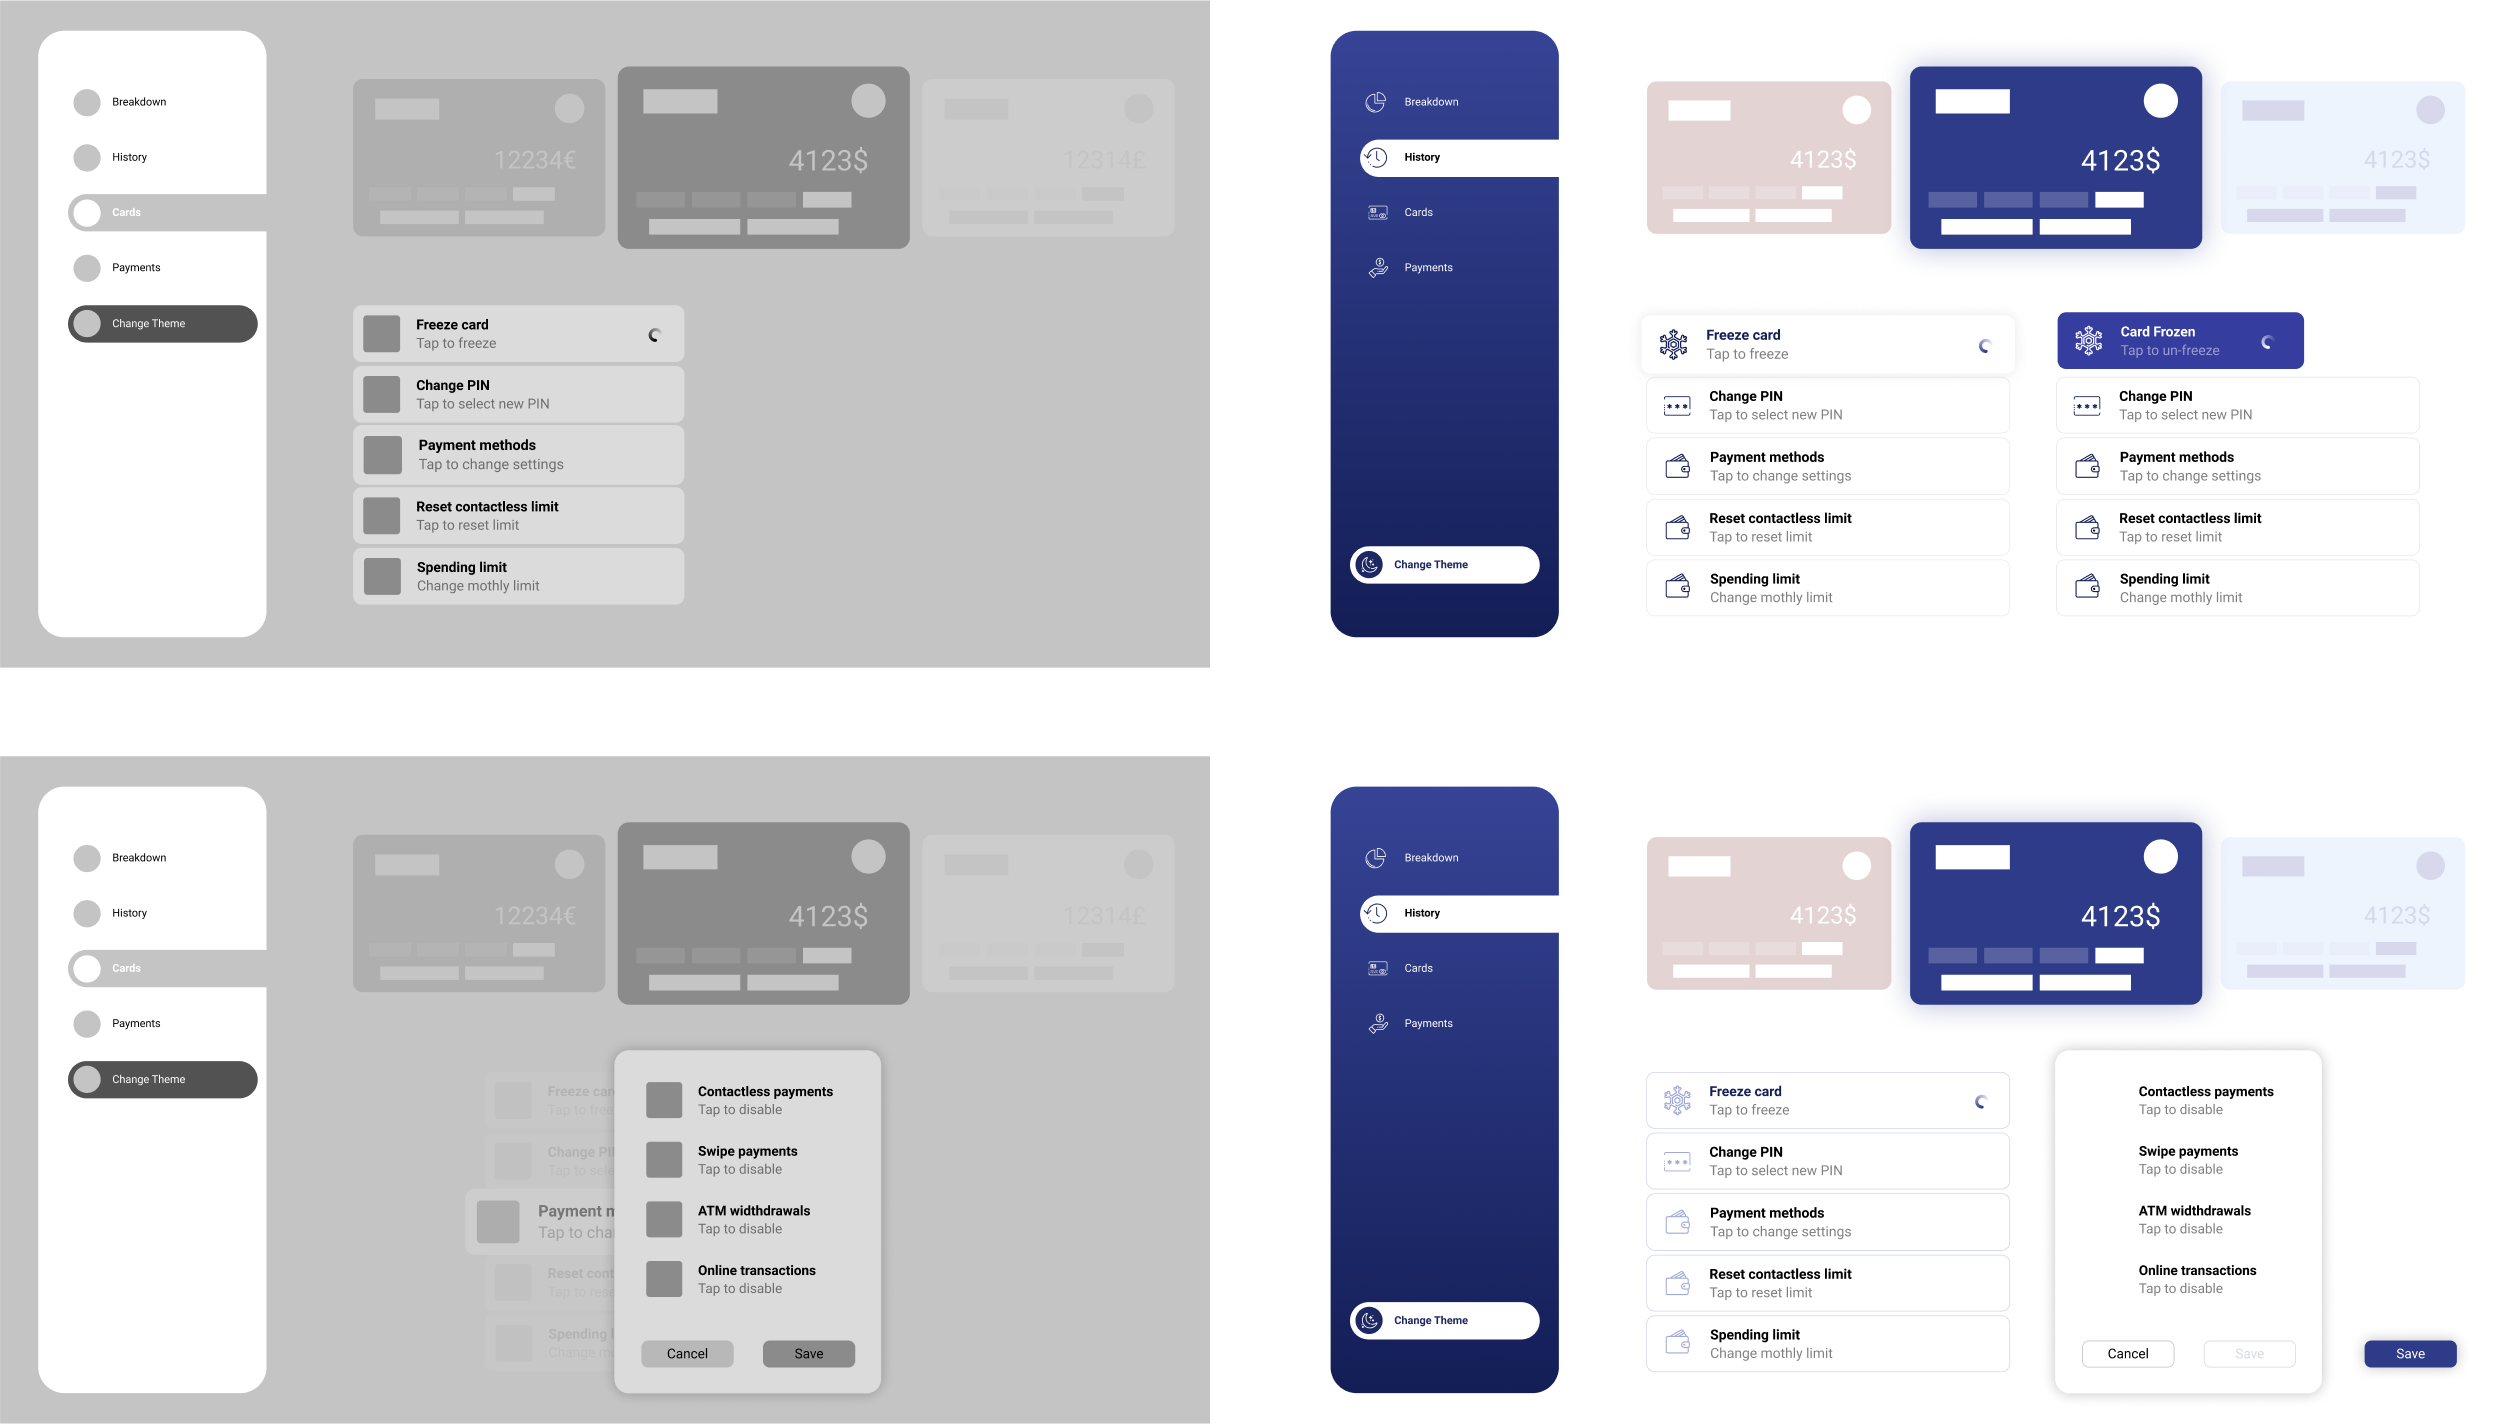 Breakdown
History
Cards
Payments
Change Theme
12234€
4123$
12314£
Freeze card
Tap to freeze
Change PIN
Tap to select new PIN
Payment methods
Tap to change settings
Reset contactless limit
Tap to reset limit
Spending limit
Change mothly limit
Breakdown
History
Cards
Payments
Change Theme
4123$
4123$
4123$
Freeze card
Tap to freeze
Change PIN
Tap to select new PIN
Payment methods
Tap to change settings
Reset contactless limit
Tap to reset limit
Spending limit
Change mothly limit
Card Frozen
Tap to un-freeze
Change PIN
Tap to select new PIN
Payment methods
Tap to change settings
Reset contactless limit
Tap to reset limit
Spending limit
Change mothly limit
Breakdown
History
Cards
Payments
Change Theme
12234€
4123$
12314£
Freeze car
Tap to free
Change PI
Tap to sele
Payment m
Tap to cha
Reset cont
Tap to rese
Spending l
Change mo
Contactless payments
Tap to disable
Swipe payments
Tap to disable
ATM widthdrawals
Tap to disable
Online transactions
Tap to disable
Cancel
Save
Breakdown
History
Cards
Payments
Change Theme
4123$
4123$
4123$
Freeze card
Tap to freeze
Change PIN
Tap to select new PIN
Payment methods
Tap to change settings
Reset contactless limit
Tap to reset limit
Spending limit
Change mothly limit
Contactless payments
Tap to disable
Swipe payments
Tap to disable
ATM widthdrawals
Tap to disable
Online transactions
Tap to disable
Cancel
Save
Save